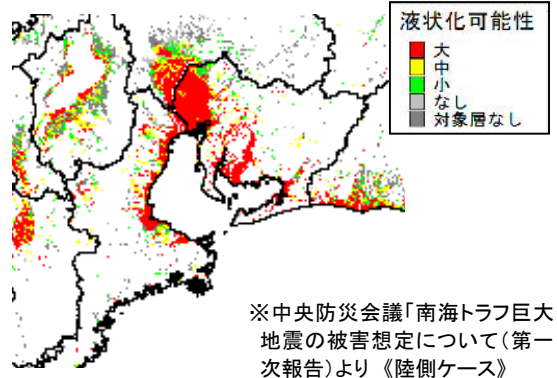 液状化可能性
大
中
小
なし
対象層なし
※中央防災会議「南海トラフ巨大
地震の被害想定について(第一
次報告)より 《陸側ケース》